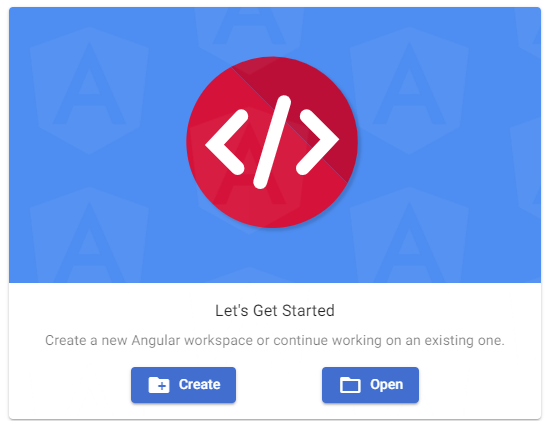 Let's Get Started
Create a new Angular workspace or continue working on an existing one.
Create
Open